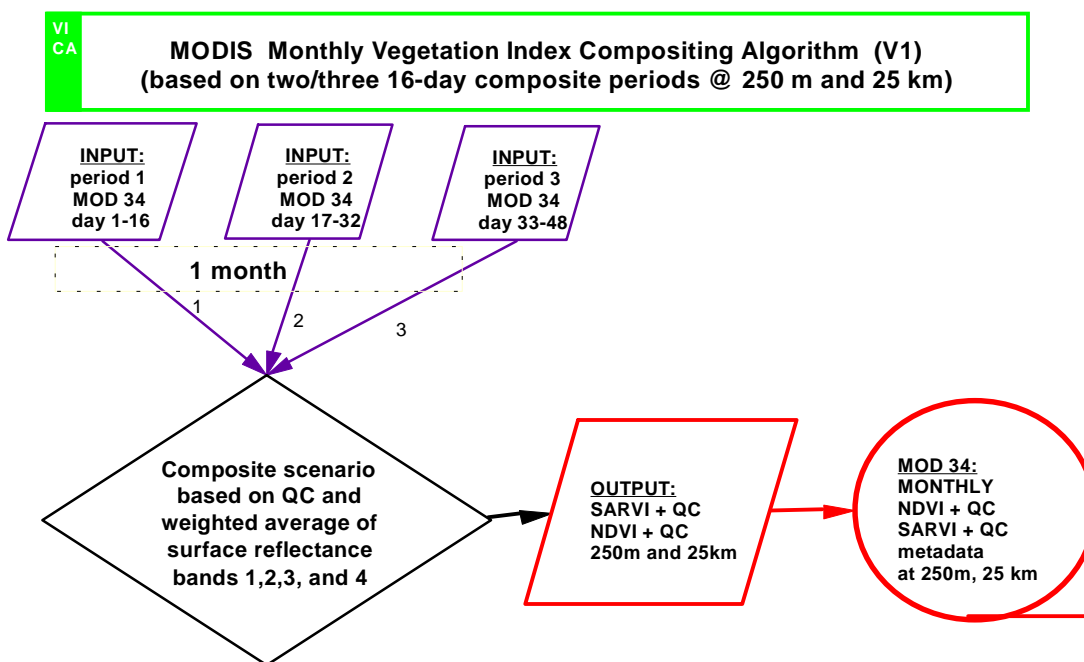 VI
CA
MODIS Monthly Vegetation Index Compositing Algorithm (V1)
(based on two/three 16-day composite periods @ 250 m and 25 km)
INPUT:
period 1
MOD 34
day 1-16
INPUT:
period 2
MOD 34
day 17-32
INPUT:
period 3
MOD 34
day 33-48
1 month
1
2
3
Composite scenario
based on QC and
weighted average of
surface reflectance
bands 1,2,3, and 4
OUTPUT:
SARVI + QC
NDVI + QC
250m and 25km
MOD 34:
MONTHLY
NDVI + QC
SARVI + QC
metadata
at 250m, 25 km